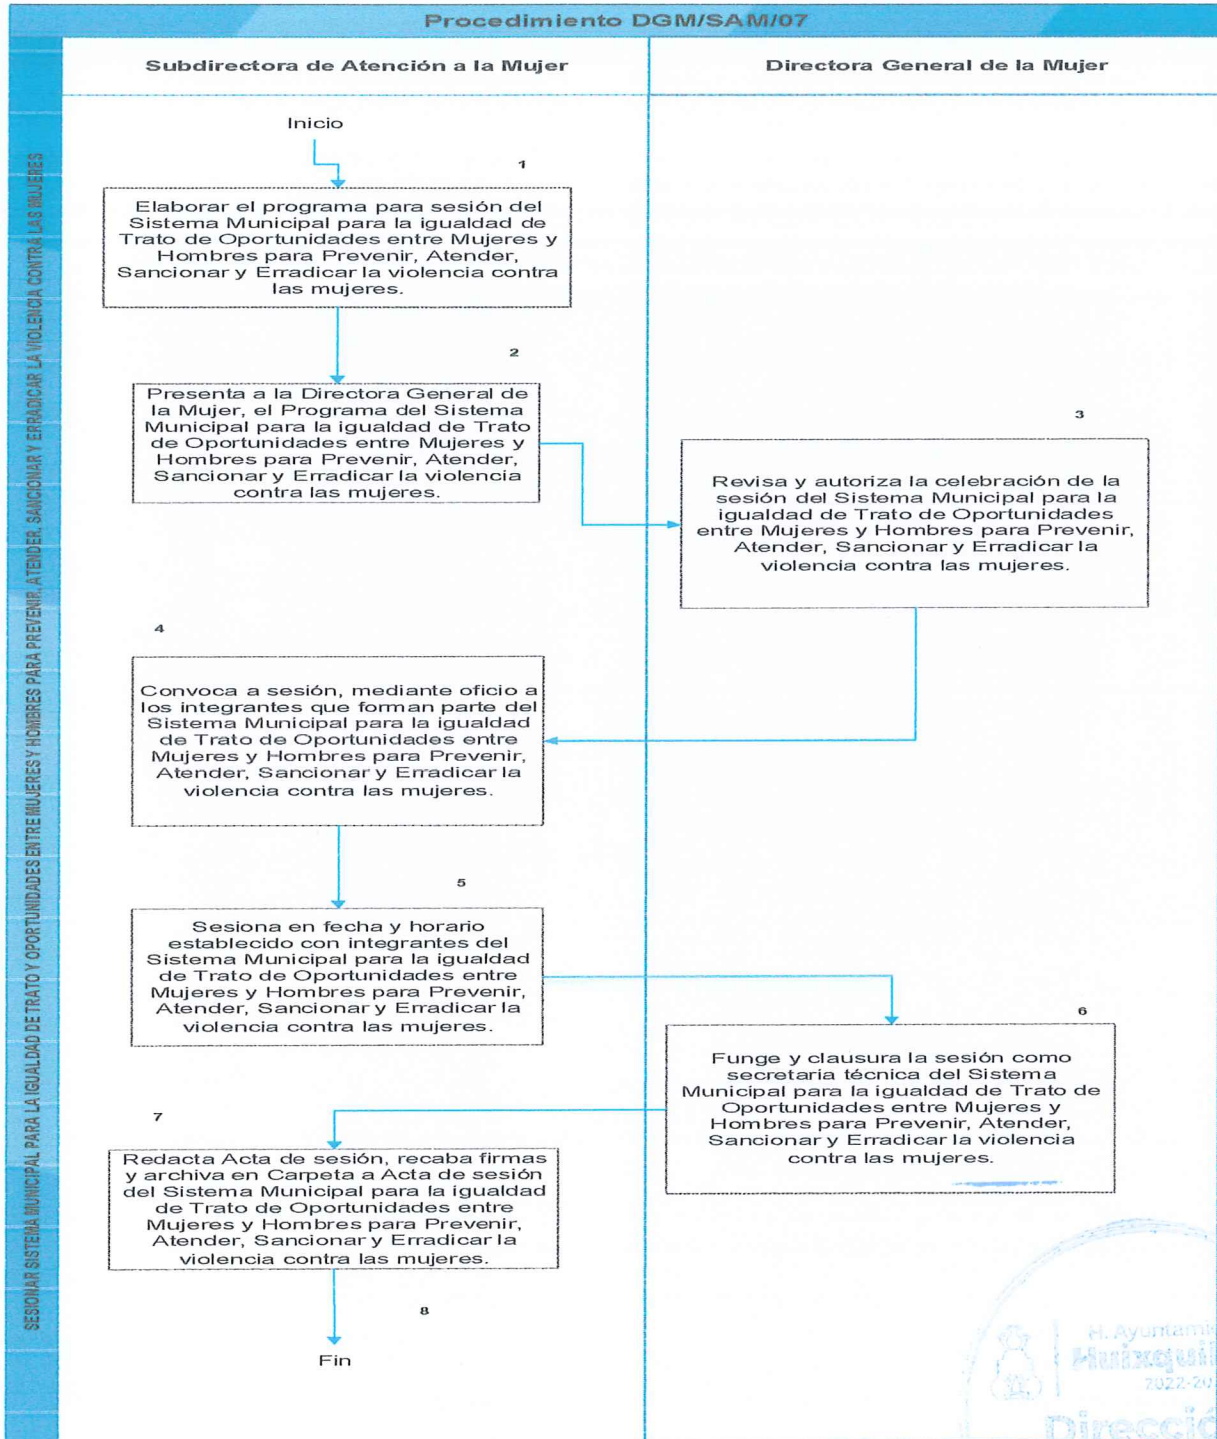 Procedimiento DGM/SAM/07
SESIONAR SISTEMA MUNICIPAL PARA LA IGUALDAD DE TRATO Y OPORTUNIDADES ENTRE MUJERES Y HOMBRES PARA PREVENIR, ATENDER, SANCIONAR Y ERRADICAR LA VIOLENCIA CONTRA LAS MUJERES
Subdirectora de Atención a la Mujer
Directora General de la Mujer
Inicio
1
Elaborar el programa para sesión del
Sistema Municipal para la igualdad de
Trato de Oportunidades entre Mujeres y
Hombres para Prevenir, Atender,
Sancionar y Erradicar la violencia contra
las mujeres.
2
Presenta a la Directora General de
la Mujer, el Programa del Sistema
Municipal para la igualdad de Trato
de Oportunidades entre Mujeres y
Hombres para Prevenir, Atender,
Sancionar y Erradicar la violencia
contra las mujeres.
3
Revisa y autoriza la celebración de la
sesión del Sistema Municipal para la
igualdad de Trato de Oportunidades
entre Mujeres y Hombres para Prevenir,
Atender, Sancionar y Erradicar la
violencia contra las mujeres.
4
Convoca a sesión, mediante oficio a
los integrantes que forman parte del
Sistema Municipal para la igualdad
de Trato de Oportunidades entre
Mujeres y Hombres para Prevenir,
Atender, Sancionar y Erradicar la
violencia contra las mujeres.
5
Sesiona en fecha y horario
establecido con integrantes del
Sistema Municipal para la igualdad
de Trato de Oportunidades entre
Mujeres y Hombres para Prevenir,
Atender, Sancionar y Erradicar la
violencia contra las mujeres.
6
Funge y clausura la sesión como
secretaria técnica del Sistema
Municipal para la igualdad de Trato de
Oportunidades entre Mujeres y
Hombres para Prevenir, Atender,
Sancionar y Erradicar la violencia
contra las mujeres.
7
Redacta Acta de sesión, recaba firmas
y archiva en Carpeta a Acta de sesión
del Sistema Municipal para la igualdad
de Trato de Oportunidades entre
Mujeres y Hombres para Prevenir,
Atender, Sancionar y Erradicar la
violencia contra las mujeres.
8
Fin
H. Ayuntami
Huixquil
2022-20
Direcció